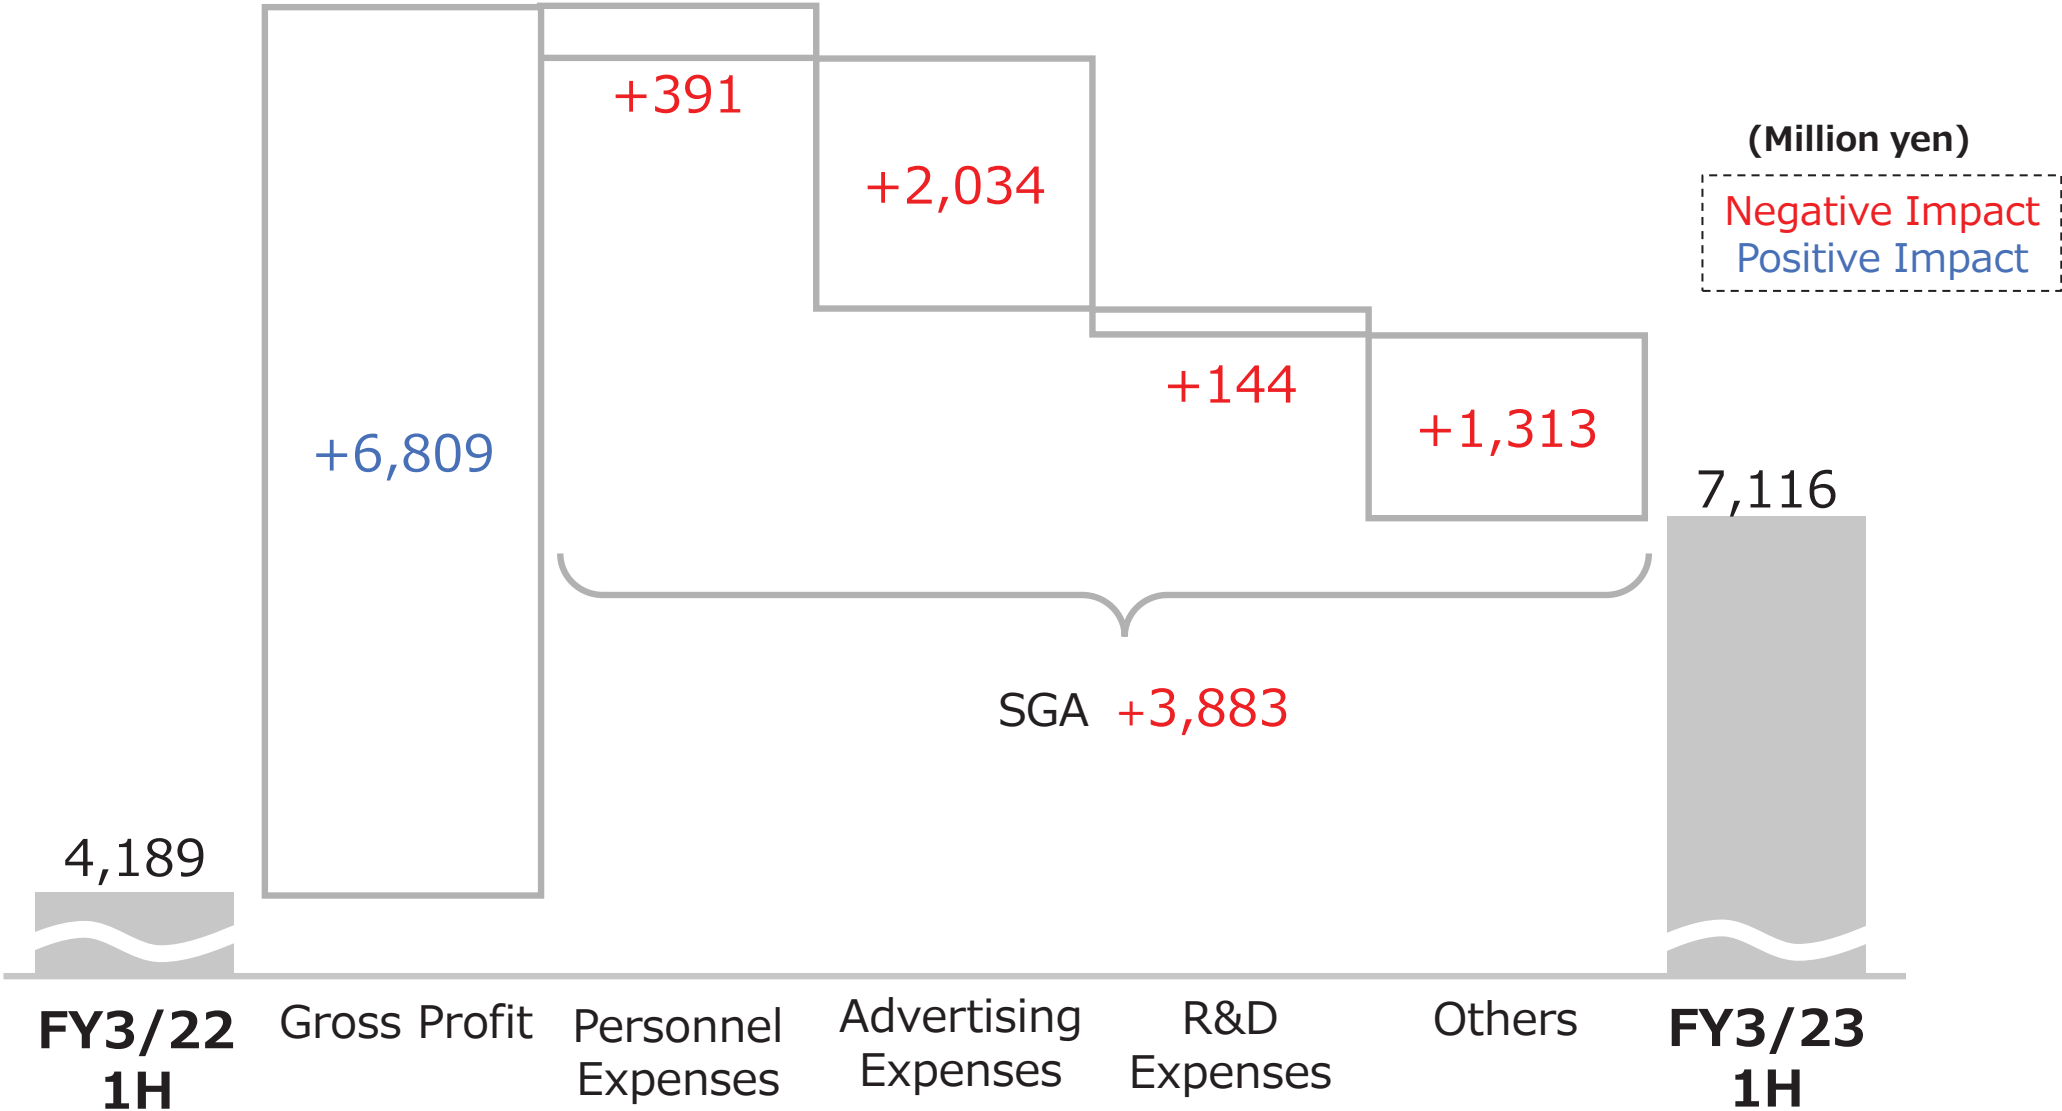 +391
+2,034
(Million yen)
Negative Impact
Positive Impact
+144
+1,313
+6,809
7,116
SGA +3,883
4,189
FY3/22
1H
Gross Profit
Personnel
Expenses
Advertising
Expenses
R&D
Expenses
Others
FY3/23
1H